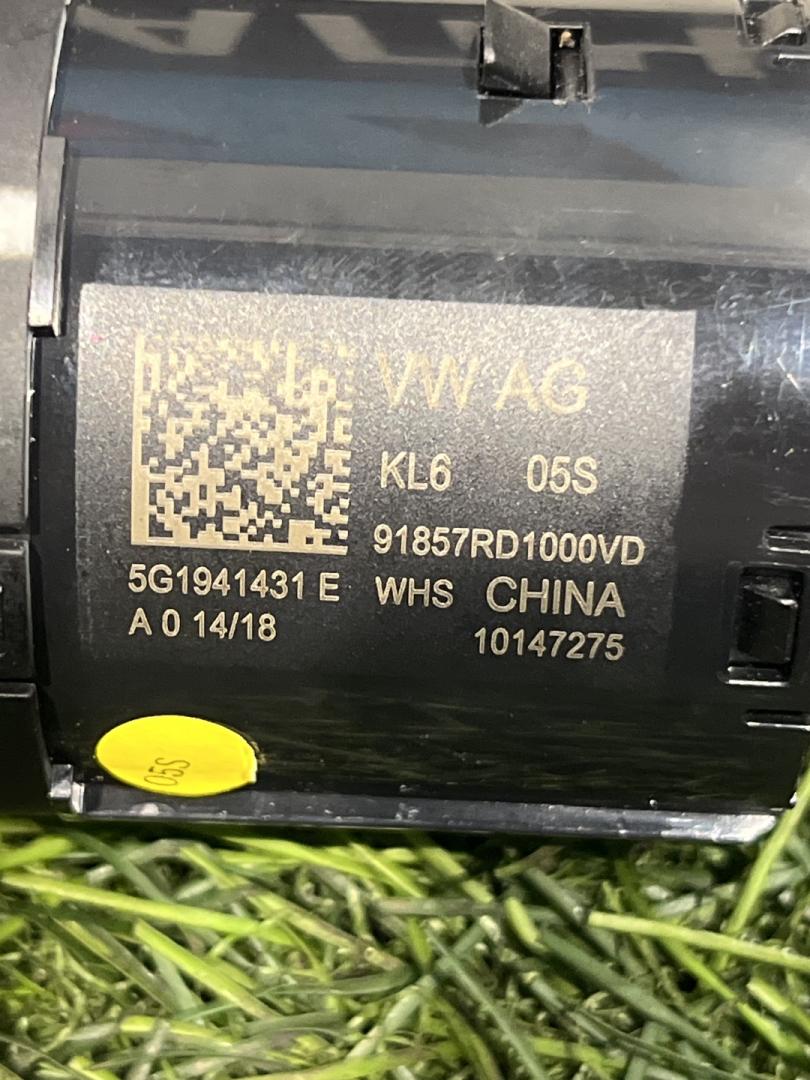 VW AG
KL6 05S
91857RD1000VD
5G1941431 E WHS CHINA
A 0 14/18 10147275
05S